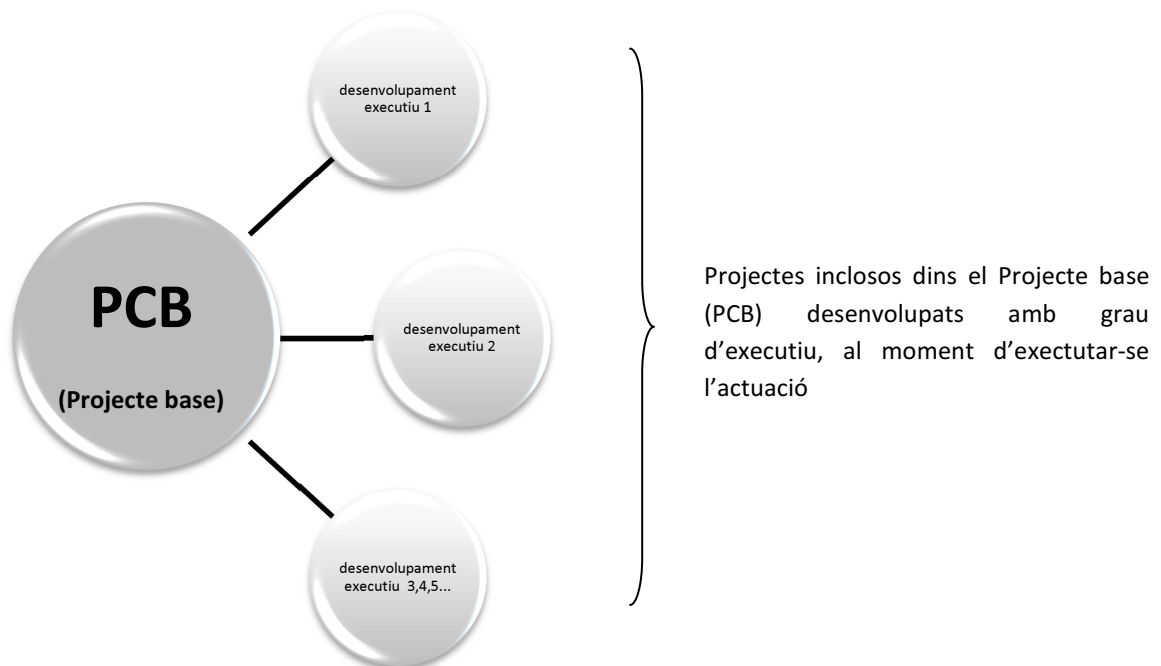 desenvolupament
executiu 1
PCB
(Projecte base)
desenvolupament
executiu 2
desenvolupament
executiu 3,4,5...
Projectes inclosos dins el Projecte base
(PCB) desenvolupats amb grau
d’executiu, al moment d’exectutar-se
l’actuació